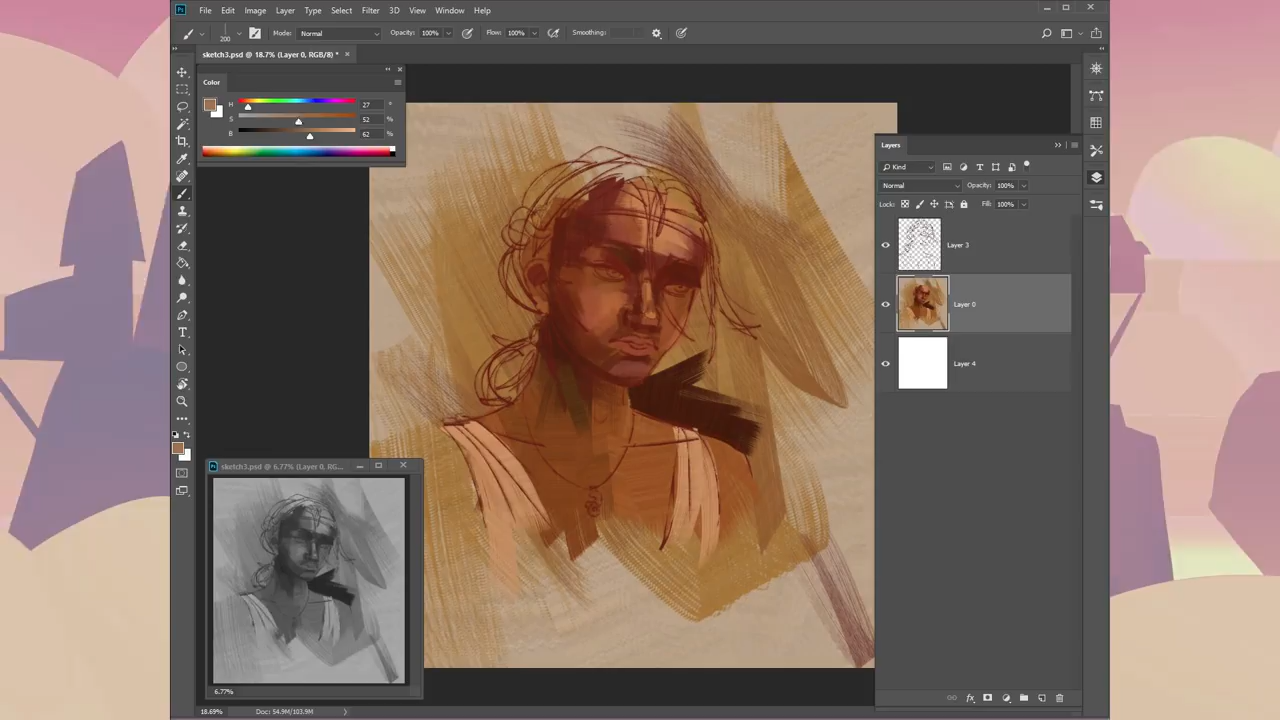 Ps File Edit Image Layer Type Select Filter 3D View Window Help
200 Mode: Normal Opacity: 100% Flow: 100% Smoothing:
sketch3.psd @ 18.7% (Layer 0, RGB/8) * ×
Color
H 27 °
S 52 %
B 62 %
Layers
Kind
Normal Opacity: 100%
Lock: Fill: 100%
Layer 3
Layer 0
Layer 4
sketch3.psd @ 6.77% (Layer 0, RG...
6.77%
18.69% Doc: 54.9M/103.9M